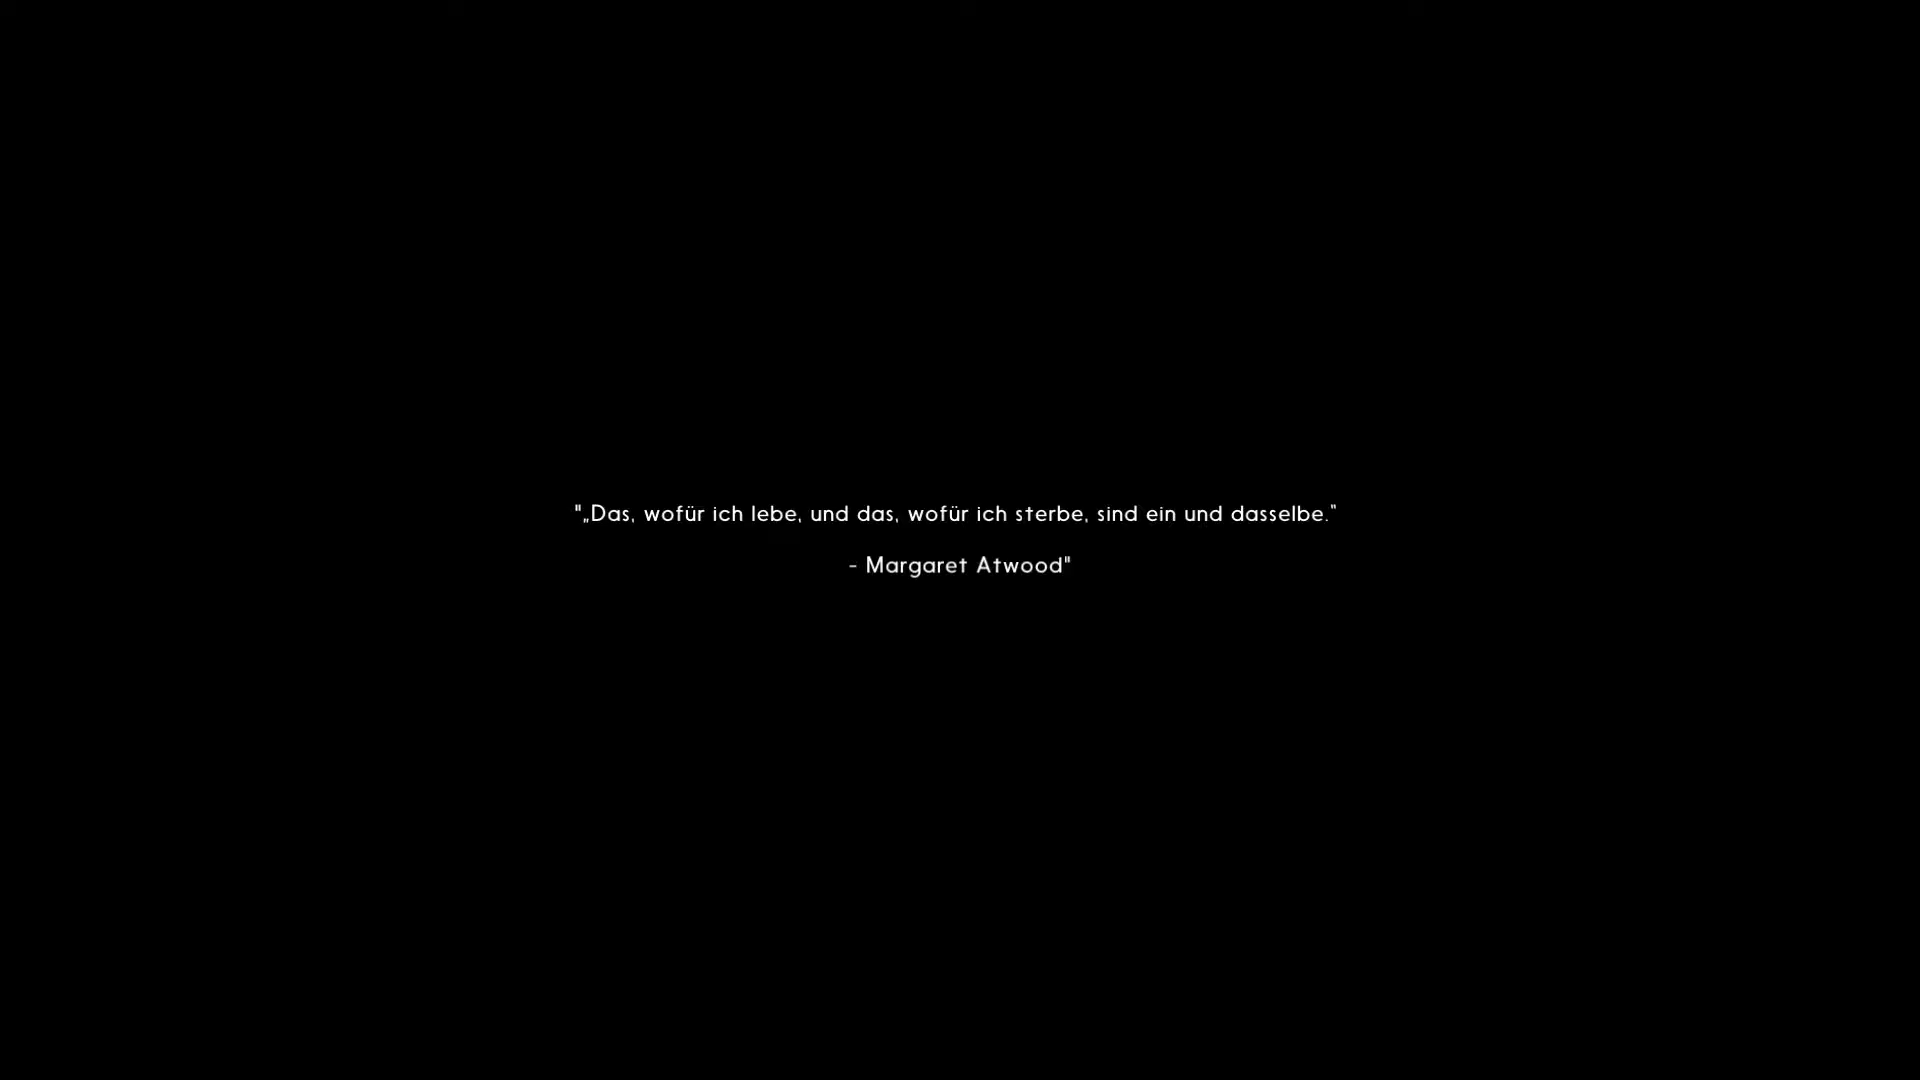 "„Das, wofür ich lebe, und das, wofür ich sterbe, sind ein und dasselbe."
- Margaret Atwood"